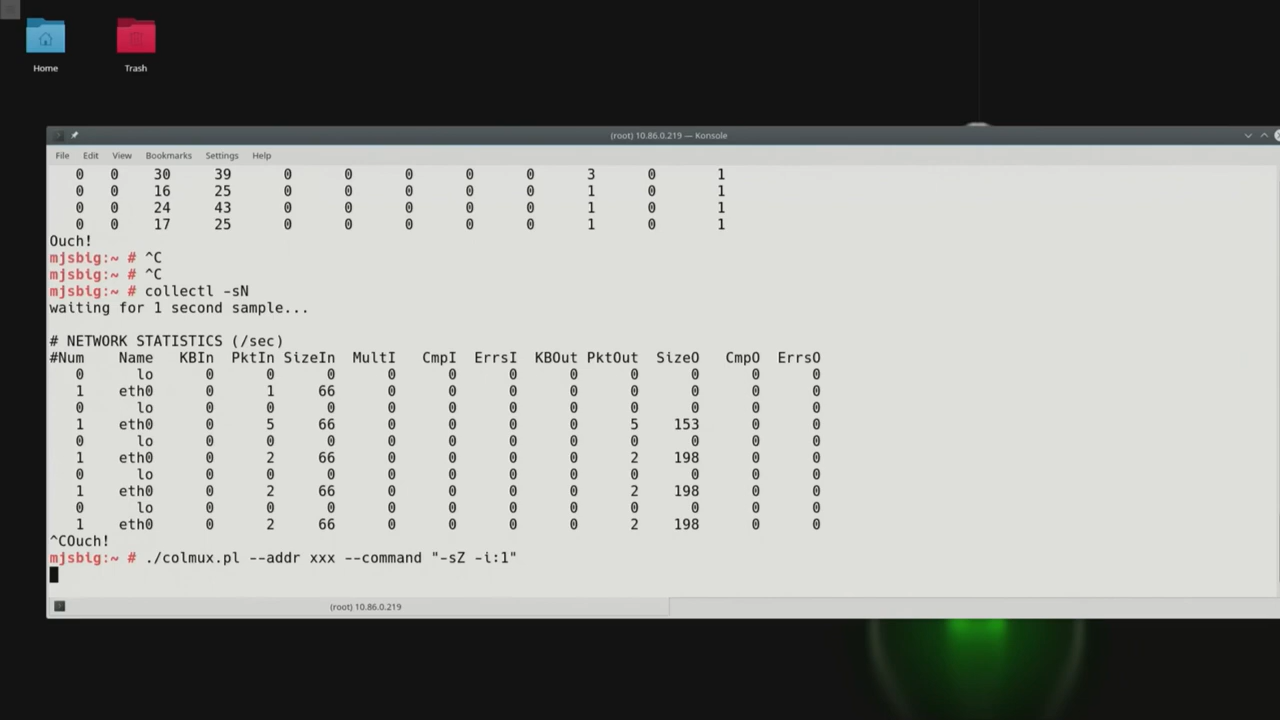 Home Trash
(root) 10.86.0.219 — Konsole
File Edit View Bookmarks Settings Help
0 0 30 39 0 0 0 0 0 3 0 1
0 0 16 25 0 0 0 0 0 1 0 1
0 0 24 43 0 0 0 0 0 1 0 1
0 0 17 25 0 0 0 0 0 1 0 1
Ouch!
mjsbig:~ # ^C
mjsbig:~ # ^C
mjsbig:~ # collectl -sN
waiting for 1 second sample...
# NETWORK STATISTICS (/sec)
#Num Name KBIn PktIn SizeIn MultI CmpI ErrsI KBOut PktOut SizeO CmpO ErrsO
0 lo 0 0 0 0 0 0 0 0 0 0 0
1 eth0 0 1 66 0 0 0 0 0 0 0 0
0 lo 0 0 0 0 0 0 0 0 0 0 0
1 eth0 0 5 66 0 0 0 0 5 153 0 0
0 lo 0 0 0 0 0 0 0 0 0 0 0
1 eth0 0 2 66 0 0 0 0 2 198 0 0
0 lo 0 0 0 0 0 0 0 0 0 0 0
1 eth0 0 2 66 0 0 0 0 2 198 0 0
0 lo 0 0 0 0 0 0 0 0 0 0 0
1 eth0 0 2 66 0 0 0 0 2 198 0 0
^COuch!
mjsbig:~ # ./colmux.pl --addr xxx --command "-sZ -i:1"
(root) 10.86.0.219